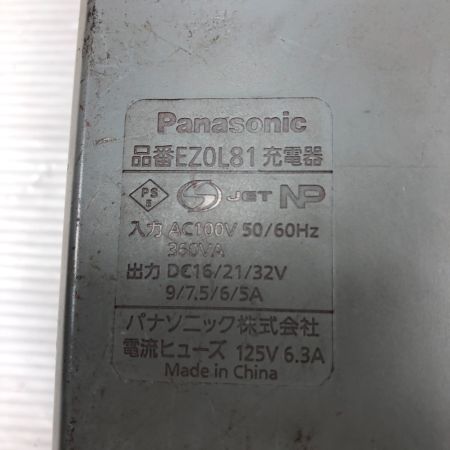 Panasonic
品番EZ0L81 充電器
PS E JET NP
入力 AC100V 50/60Hz
360VA
出力 DC16/21/32V
9/7.5/6/5A
パナソニック株式会社
電流ヒューズ 125V 6.3A
Made in China